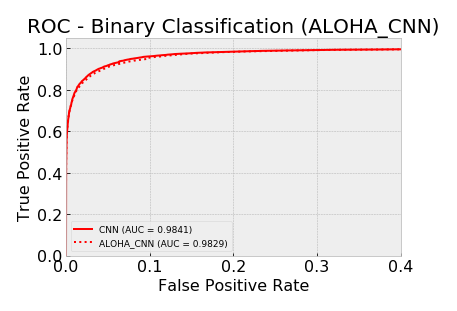 ROC - Binary Classification (ALOHA_CNN)
True Positive Rate
1.0
0.8
0.6
0.4
0.2
0.0
CNN (AUC = 0.9841)
ALOHA_CNN (AUC = 0.9829)
0.0 0.1 0.2 0.3 0.4
False Positive Rate